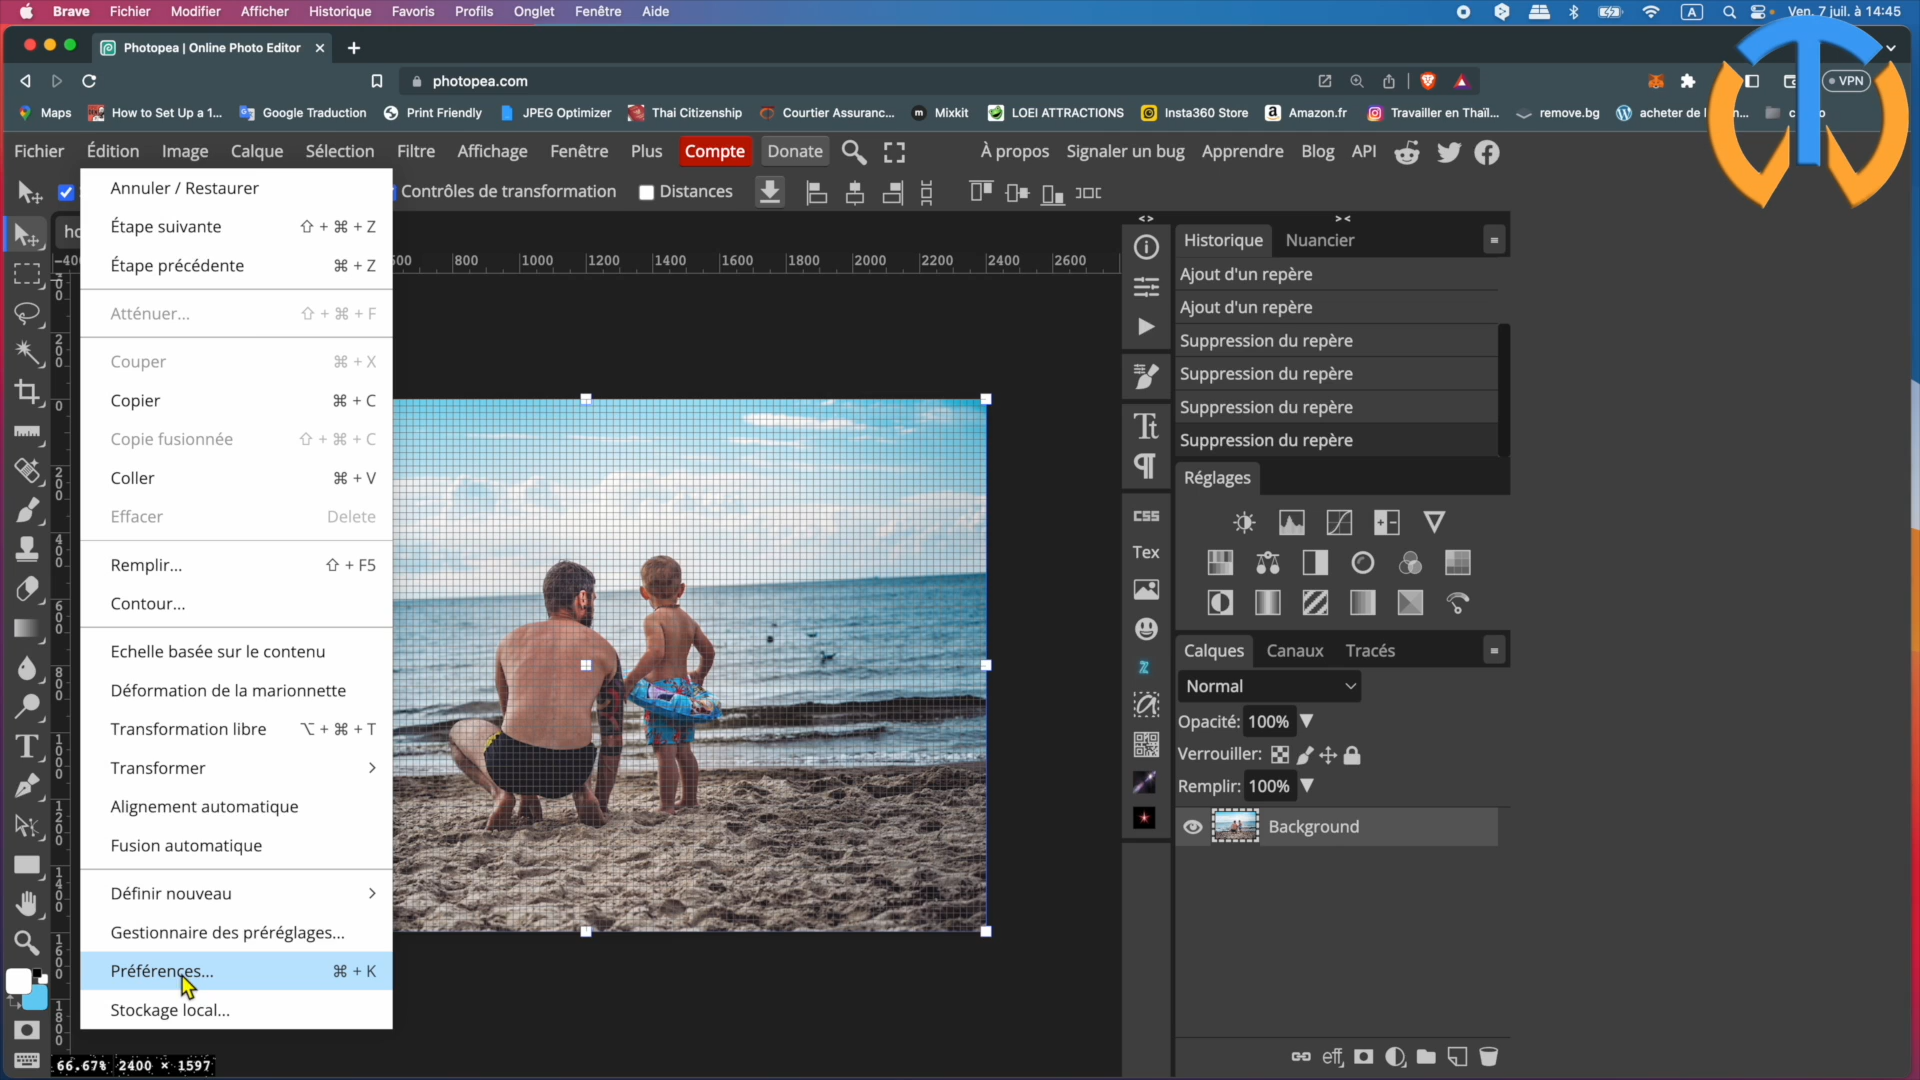 Brave Fichier Modifier Afficher Historique Favoris Profils Onglet Fenêtre Aide A Ven. 7 juil. à 14:45
Photopea | Online Photo Editor
photopea.com VPN
Maps How to Set Up a 1... Google Traduction Print Friendly JPEG Optimizer Thai Citizenship Courtier Assuranc... Mixkit LOEI ATTRACTIONS Insta360 Store Amazon.fr Travailler en Thaïl... remove.bg
Fichier Édition Image Calque Sélection Filtre Affichage Fenêtre Plus Compte Donate À propos Signaler un bug Apprendre Blog API
Contrôles de transformation Distances
800 1000 1200 1400 1600 1800 2000 2200 2400 2600
Annuler / Restaurer
Étape suivante ⇧ + ⌘ + Z
Étape précédente ⌘ + Z
Atténuer... ⇧ + ⌘ + F
Couper ⌘ + X
Copier ⌘ + C
Copie fusionnée ⇧ + ⌘ + C
Coller ⌘ + V
Effacer Delete
Remplir... ⇧ + F5
Contour...
Echelle basée sur le contenu
Déformation de la marionnette
Transformation libre ⌥ + ⌘ + T
Transformer
Alignement automatique
Fusion automatique
Définir nouveau
Gestionnaire des préréglages...
Préférences... ⌘ + K
Stockage local...
66.67% 2400 × 1597
CSS
Tex
Historique Nuancier
Ajout d'un repère
Ajout d'un repère
Suppression du repère
Suppression du repère
Suppression du repère
Suppression du repère
Réglages
Calques Canaux Tracés
Normal
Opacité: 100%
Verrouiller:
Remplir: 100%
Background
eff